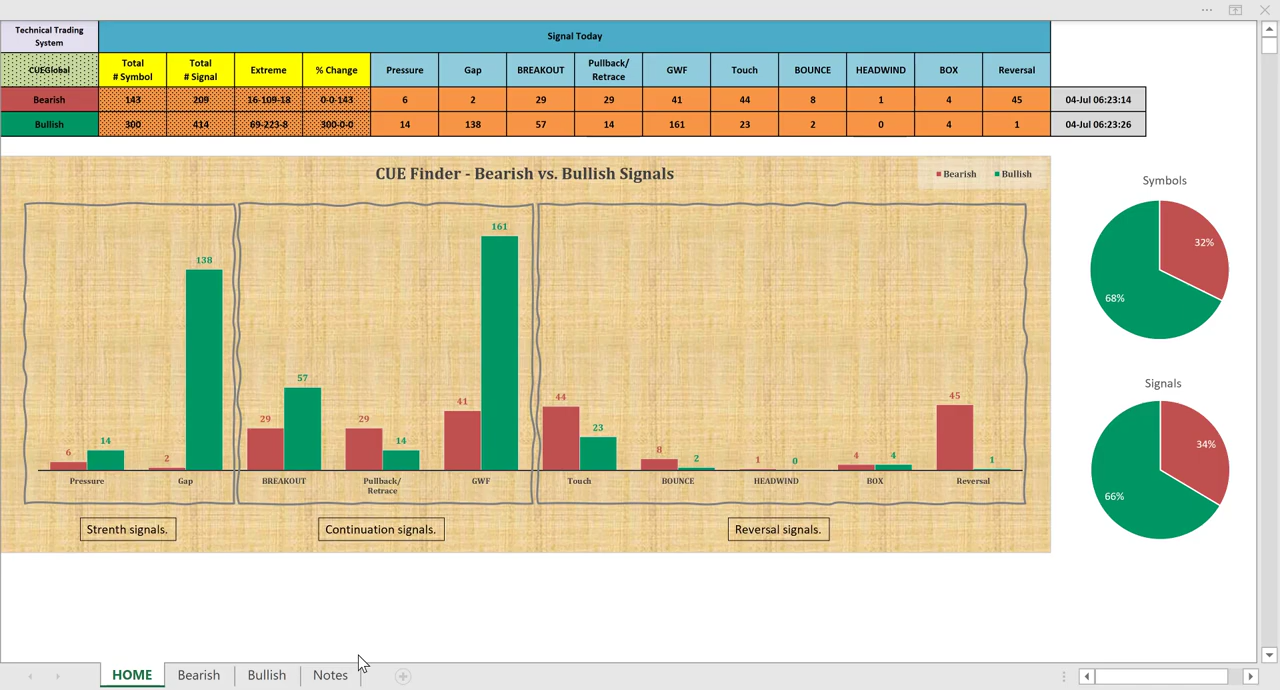 Technical Trading
System
Signal Today
CUEGlobal
Total
# Symbol
Total
# Signal
Extreme
% Change
Pressure
Gap
BREAKOUT
Pullback/
Retrace
GWF
Touch
BOUNCE
HEADWIND
BOX
Reversal
Bearish 143 209 16-109-18 0-0-143 6 2 29 29 41 44 8 1 4 45 04-Jul 06:23:14
Bullish 300 414 69-223-8 300-0-0 14 138 57 14 161 23 2 0 4 1 04-Jul 06:23:26
CUE Finder - Bearish vs. Bullish Signals
Bearish Bullish
6 14 2 138 29 57 29 14 41 161 44 23 8 2 1 0 4 4 45 1
Pressure
Gap
BREAKOUT
Pullback/
Retrace
GWF
Touch
BOUNCE
HEADWIND
BOX
Reversal
Strenth signals.
Continuation signals.
Reversal signals.
Symbols
32%
68%
Signals
34%
66%
HOME Bearish Bullish Notes